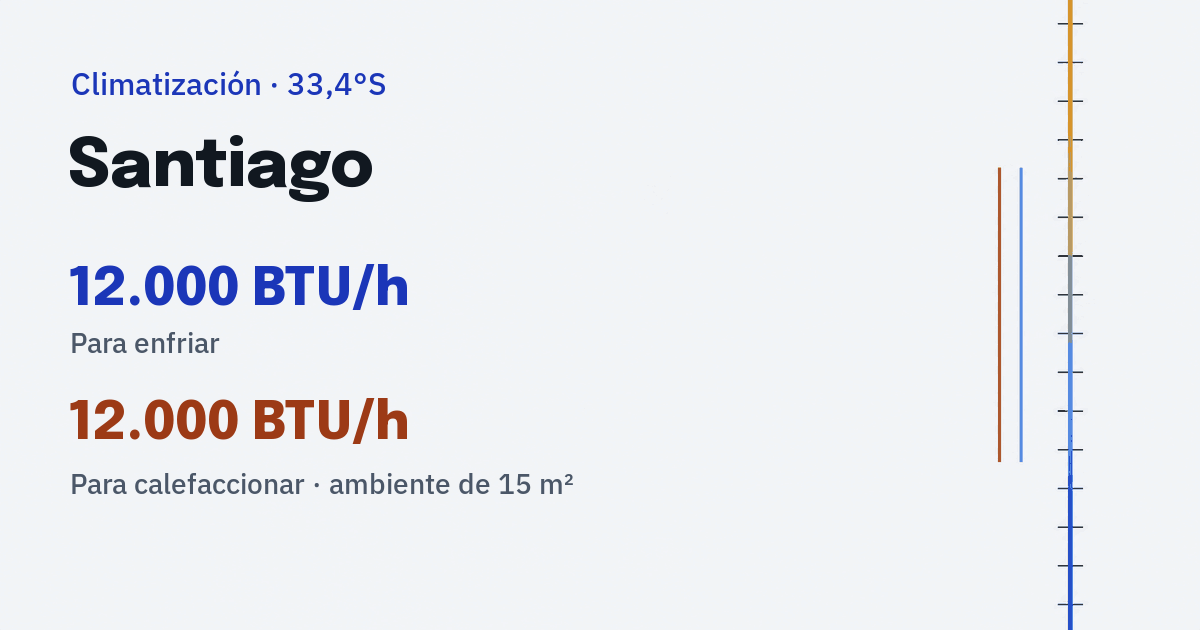 Climatización · 33,4°S
Santiago
12.000 BTU/h
Para enfriar
12.000 BTU/h
Para calefaccionar · ambiente de 15 m²